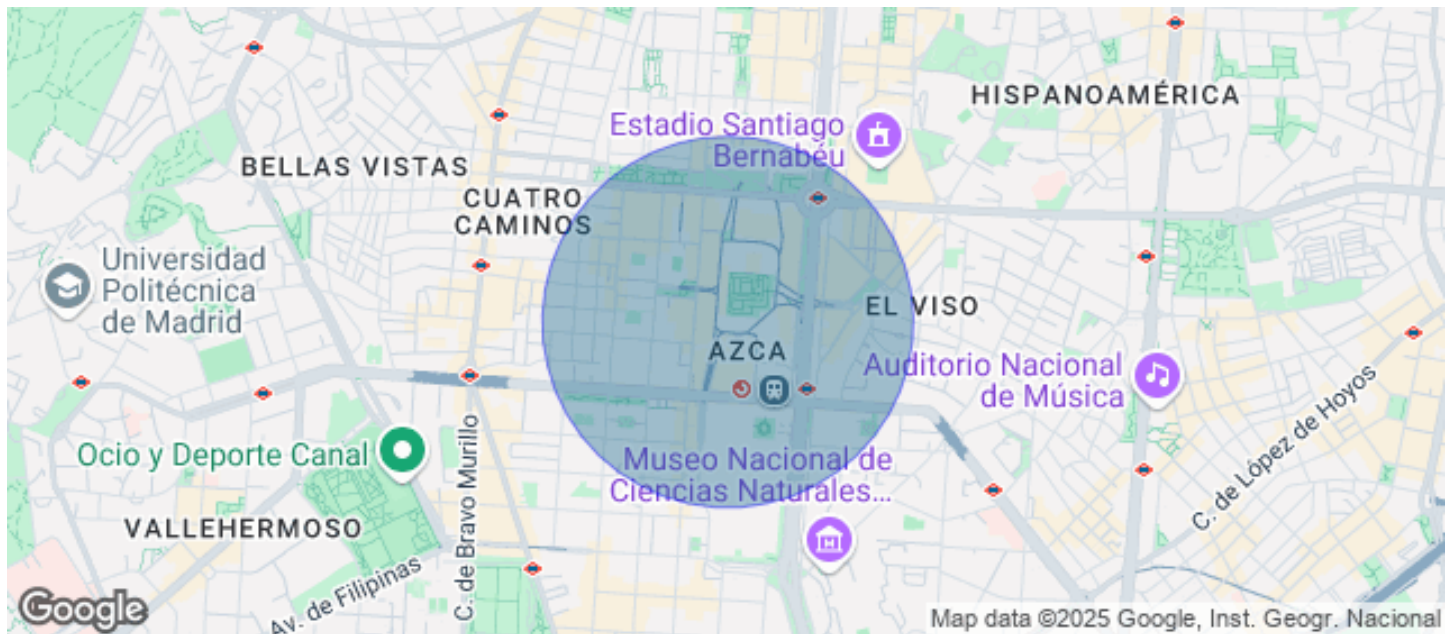 HISPANOAMÉRICA
Estadio Santiago
Bernabéu
BELLAS VISTAS
CUATRO
CAMINOS
Universidad
Politécnica
de Madrid
EL VISO
AZCA
Auditorio Nacional
de Música
Ocio y Deporte Canal
C. de Bravo Murillo
Museo Nacional de
Ciencias Naturales...
C. de López de Hoyos
VALLEHERMOSO
Av. de Filipinas
Google
Map data ©2025 Google, Inst. Geogr. Nacional